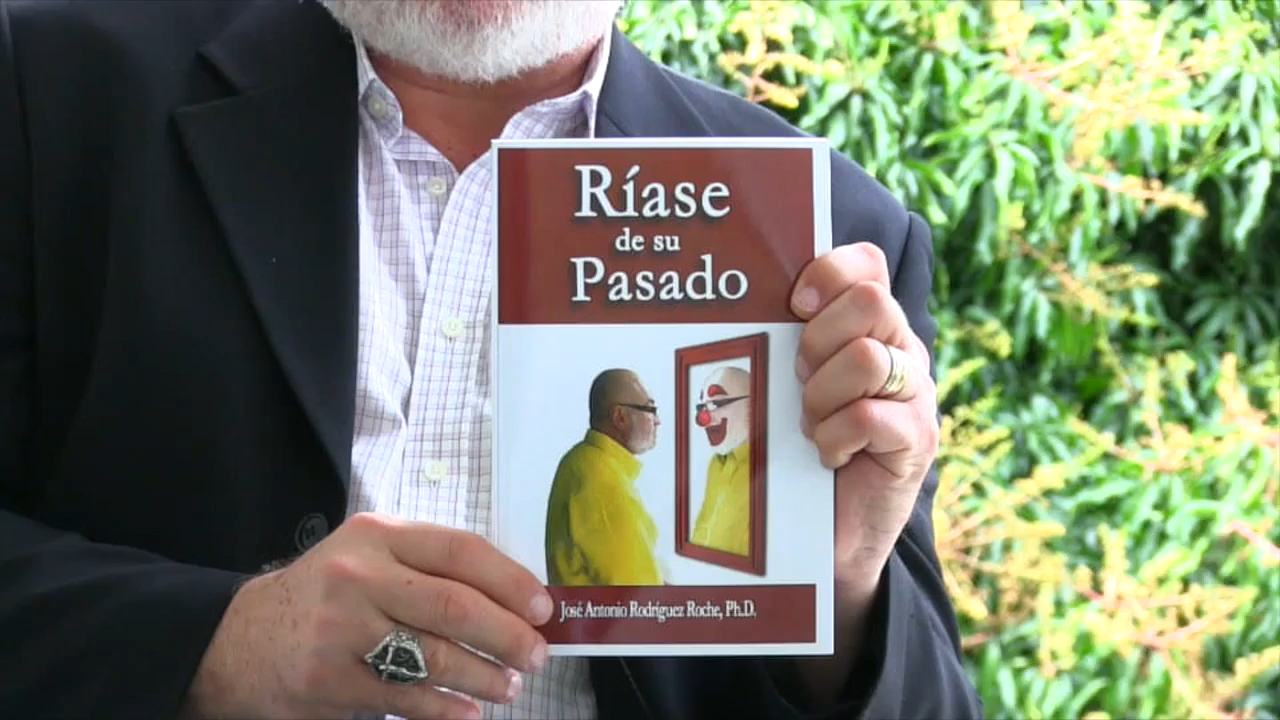 Ríase
de su
Pasado
José Antonio Rodríguez Roche, Ph.D.